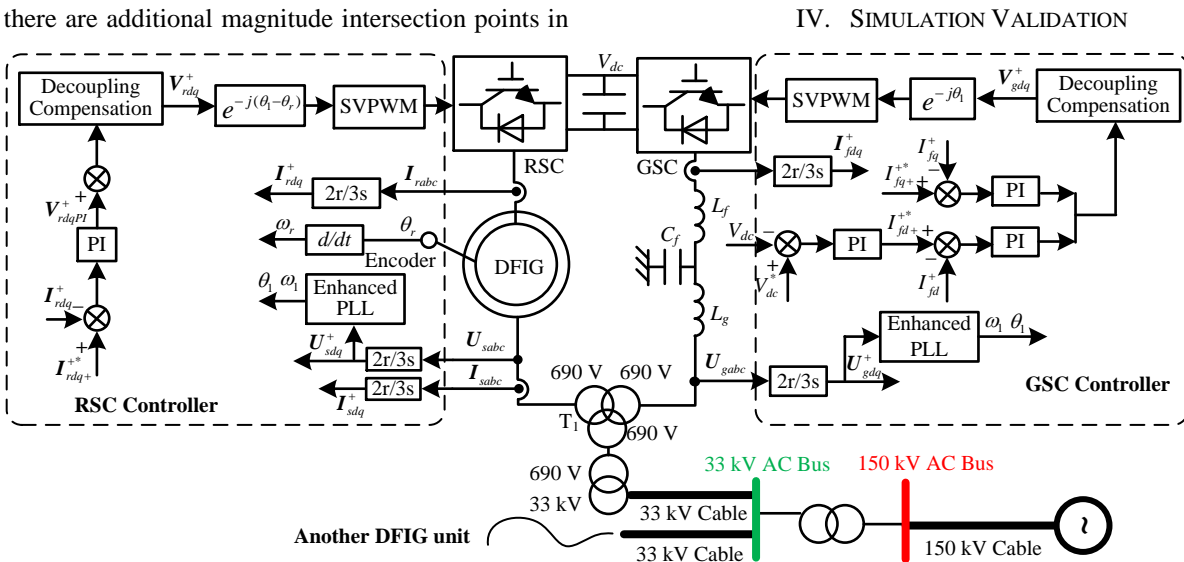 there are additional magnitude intersection points in
IV. SIMULATION VALIDATION
Decoupling
Compensation
V⁺rdq
e^−j(θ1−θr)
SVPWM
RSC
Vdc
GSC
SVPWM
e^−jθ1
V⁺gdq
Decoupling
Compensation
I⁺rdq
2r/3s
Irabc
I⁺fdq
2r/3s
I⁺fq
I⁺*fq+
+
−
PI
V⁺rdqPI
PI
ωr
d/dt
θr
Encoder
DFIG
Lf
Cf
Lg
Vdc
−
+
V*dc
PI
I⁺*fd+
+
−
I⁺fd
PI
I⁺rdq
−
+
I⁺*rdq+
θ1 ω1
Enhanced
PLL
U⁺sdq
2r/3s
Usabc
I⁺sdq
2r/3s
Isabc
RSC Controller
690 V
690 V
T1
690 V
Ugabc
2r/3s
U⁺gdq
Enhanced
PLL
ω1 θ1
GSC Controller
690 V
33 kV
33 kV AC Bus
150 kV AC Bus
33 kV Cable
Another DFIG unit
33 kV Cable
150 kV Cable
~